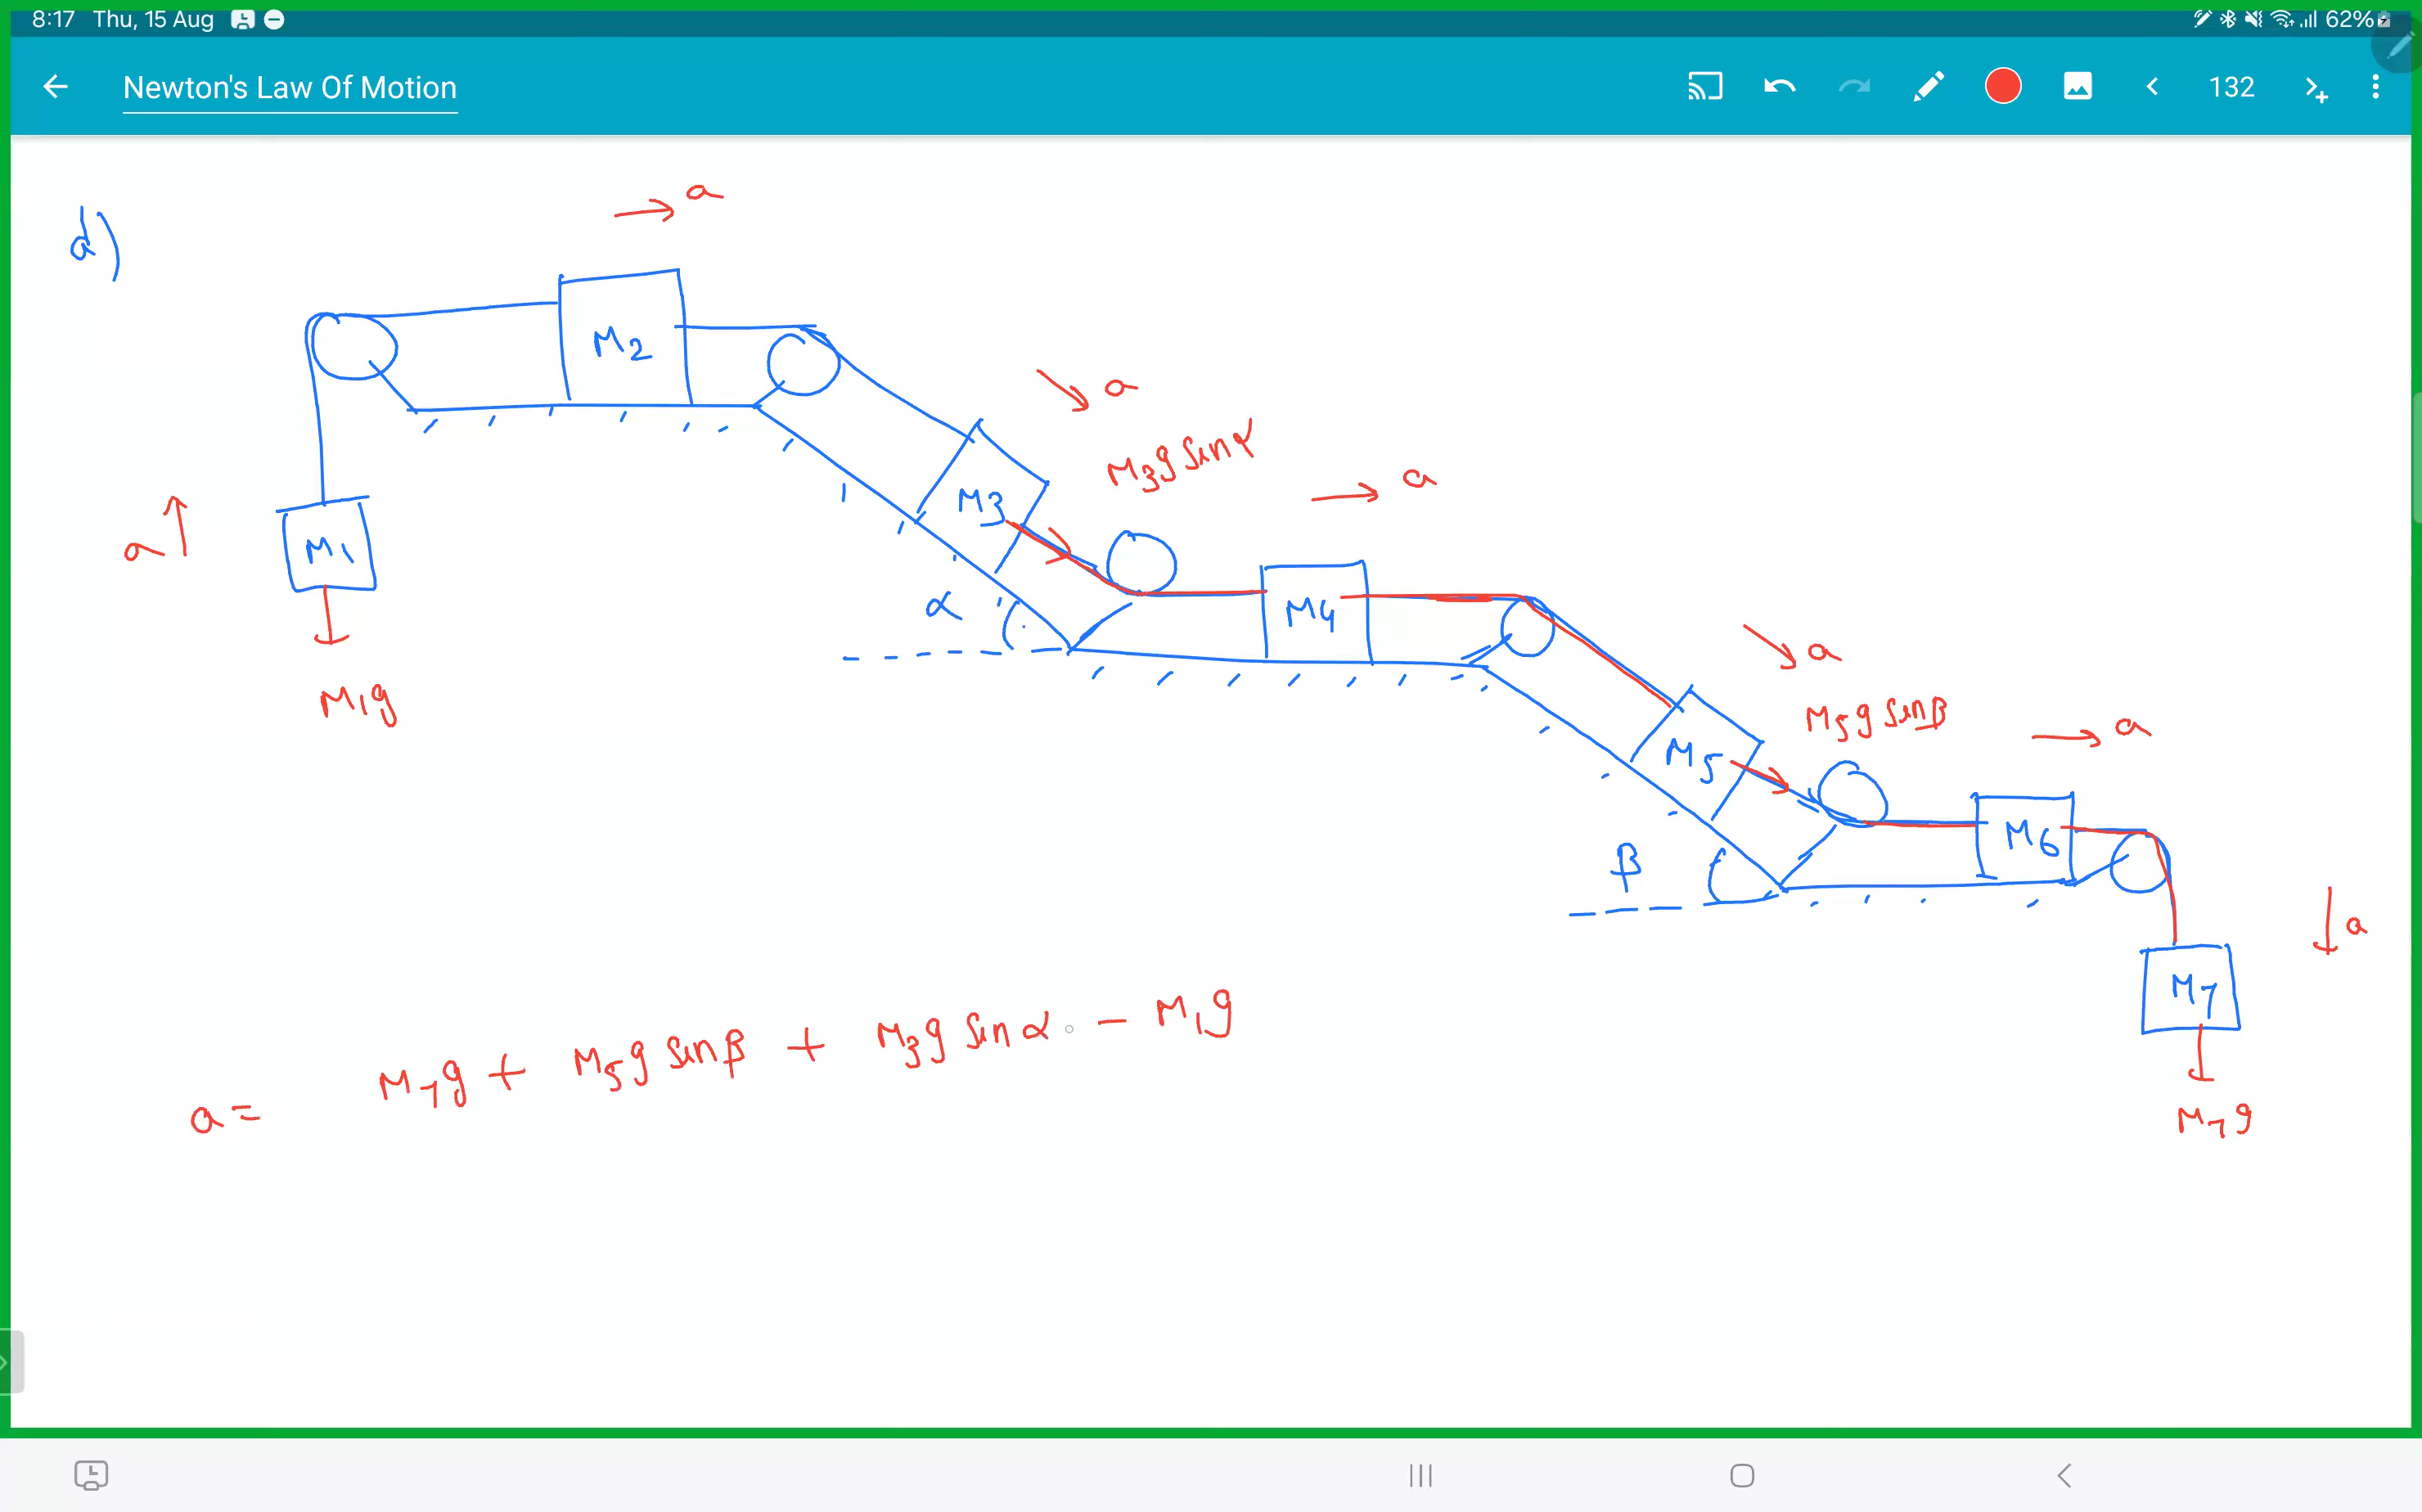 8:17 Thu, 15 Aug 62%
Newton's Law Of Motion 132
d)
→ a
M2
a
M3g sinα
→ a
M3
a ↑
M1
M4
α
a
M1g
M5g sinβ
→ a
M5
M6
β
↓ a
M7
a = M7g + M5g sinβ + M3g sinα - M1g
M7g